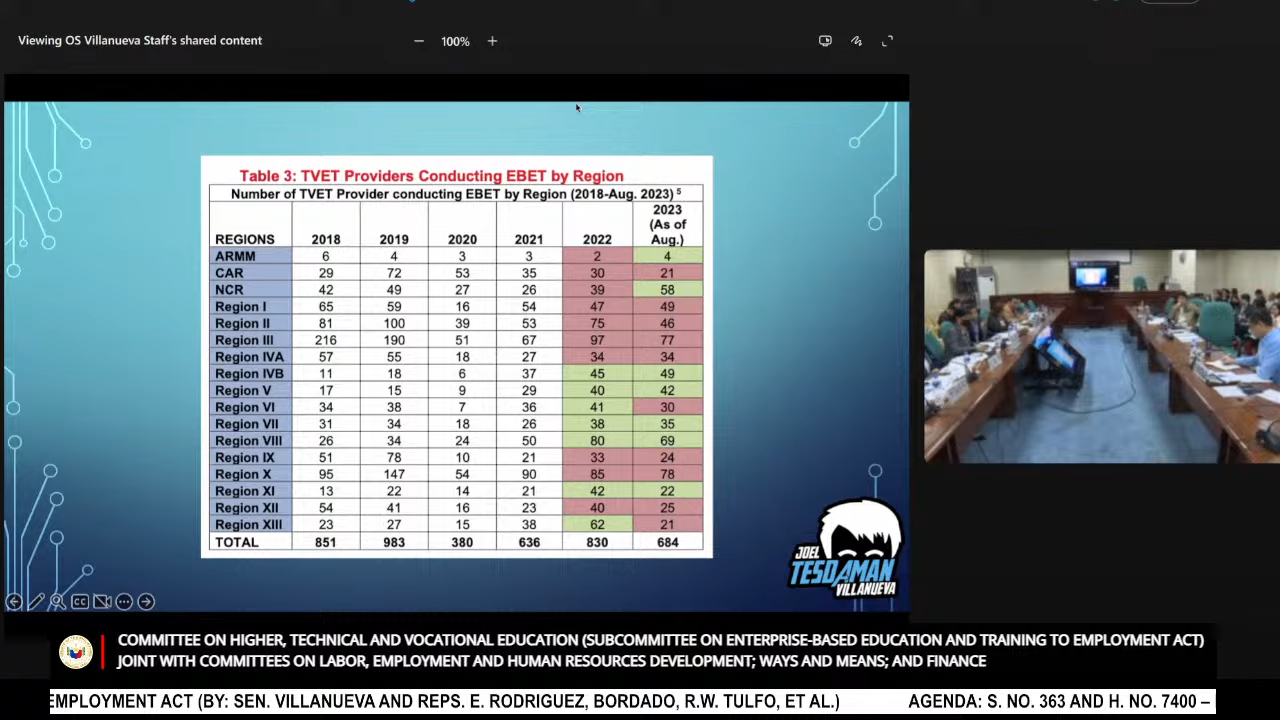 Viewing OS Villanueva Staff's shared content
100%
Table 3: TVET Providers Conducting EBET by Region
Number of TVET Provider conducting EBET by Region (2018-Aug. 2023) 5
REGIONS 2018 2019 2020 2021 2022 2023 (As of Aug.)
ARMM 6 4 3 3 2 4
CAR 29 72 53 35 30 21
NCR 42 49 27 26 39 58
Region I 65 59 16 54 47 49
Region II 81 100 39 53 75 46
Region III 216 190 51 67 97 77
Region IVA 57 55 18 27 34 34
Region IVB 11 18 6 37 45 49
Region V 17 15 9 29 40 42
Region VI 34 38 7 36 41 30
Region VII 31 34 18 26 38 35
Region VIII 26 34 24 50 80 69
Region IX 51 78 10 21 33 24
Region X 95 147 54 90 85 78
Region XI 13 22 14 21 42 22
Region XII 54 41 16 23 40 25
Region XIII 23 27 15 38 62 21
TOTAL 851 983 380 636 830 684
JOEL
TESDAMAN
VILLANUEVA
CC
COMMITTEE ON HIGHER, TECHNICAL AND VOCATIONAL EDUCATION (SUBCOMMITTEE ON ENTERPRISE-BASED EDUCATION AND TRAINING TO EMPLOYMENT ACT)
JOINT WITH COMMITTEES ON LABOR, EMPLOYMENT AND HUMAN RESOURCES DEVELOPMENT; WAYS AND MEANS; AND FINANCE
EMPLOYMENT ACT (BY: SEN. VILLANUEVA AND REPS. E. RODRIGUEZ, BORDADO, R.W. TULFO, ET AL.) AGENDA: S. NO. 363 AND H. NO. 7400 –